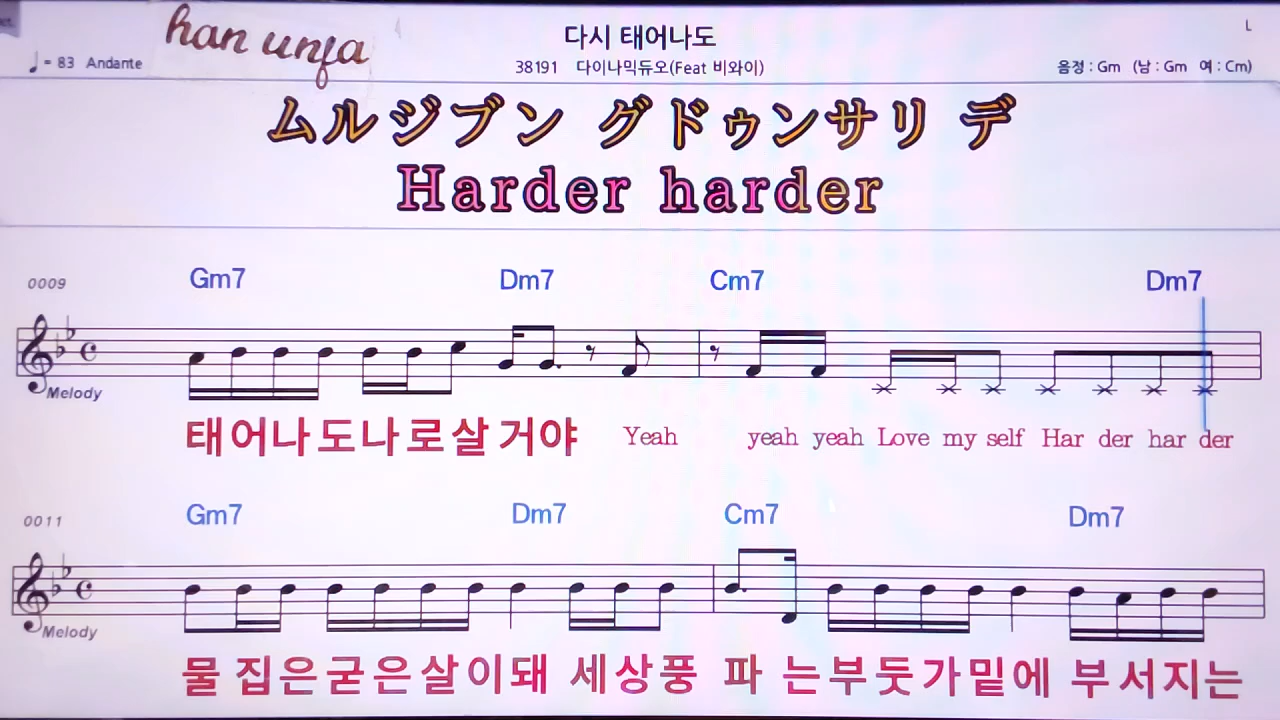 han unfa
다시 태어나도
L
♩ = 83 Andante
38191 다이나믹듀오(Feat 비와이)
음정 : Gm (남 : Gm 여 : Cm)
ムルジブン グドゥンサリ デ
Harder harder
0009
Gm7 Dm7 Cm7 Dm7
Melody
태어나도나로살거야 Yeah yeah yeah Love my self Har der har der
0011
Gm7 Dm7 Cm7 Dm7
Melody
물집은굳은살이돼 세상풍 파 는부둣가밑에 부서지는